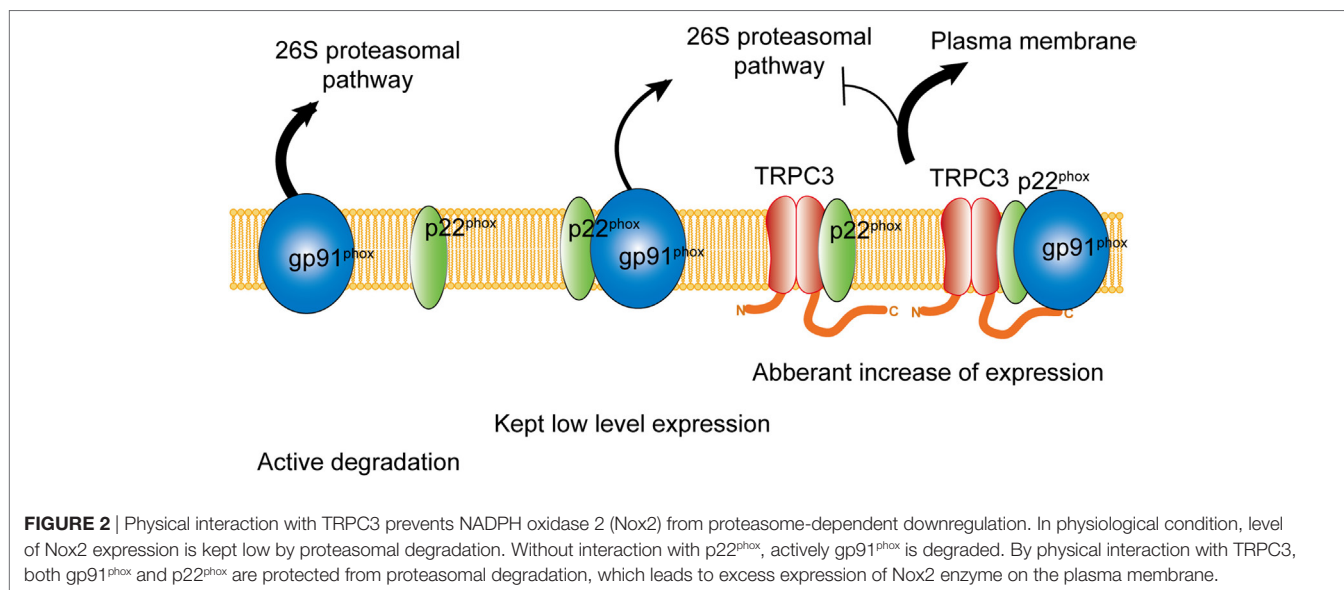 26S proteasomal
pathway
26S proteasomal
pathway
Plasma membrane
TRPC3
TRPC3
p22phox
gp91phox
p22phox
p22phox
gp91phox
p22phox
gp91phox
N
C
N
C
Abberant increase of expression
Kept low level expression
Active degradation
FIGURE 2 | Physical interaction with TRPC3 prevents NADPH oxidase 2 (Nox2) from proteasome-dependent downregulation. In physiological condition, level
of Nox2 expression is kept low by proteasomal degradation. Without interaction with p22phox, actively gp91phox is degraded. By physical interaction with TRPC3,
both gp91phox and p22phox are protected from proteasomal degradation, which leads to excess expression of Nox2 enzyme on the plasma membrane.